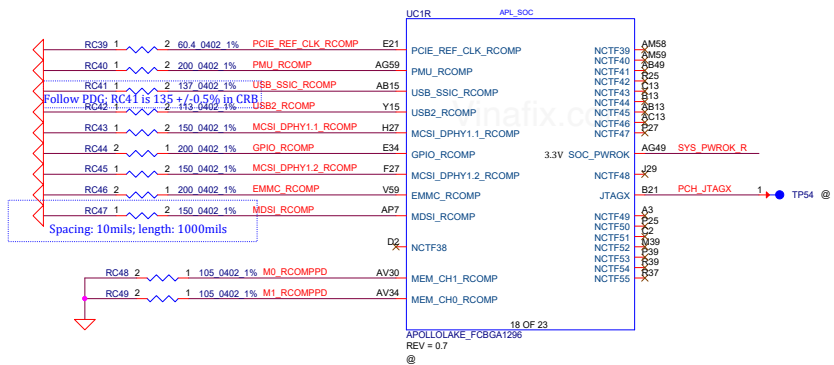 UC1R APL_SOC
RC39 1 2 60.4_0402_1% PCIE_REF_CLK_RCOMP E21 PCIE_REF_CLK_RCOMP NCTF39 AM58
RC40 1 2 200_0402_1% PMU_RCOMP AG59 PMU_RCOMP NCTF40 AM59
NCTF41 AB49
RC41 1 2 137_0402_1% USB_SSIC_RCOMP AB15 USB_SSIC_RCOMP NCTF42 R25
Follow PDG; RC41 is 135 +/-0.5% in CRB
NCTF43 C13
NCTF44 B13
RC42 1 2 113_0402_1% USB2_RCOMP Y15 USB2_RCOMP NCTF45 AB13
NCTF46 AC13
RC43 1 2 150_0402_1% MCSI_DPHY1.1_RCOMP H27 MCSI_DPHY1.1_RCOMP NCTF47 P27
RC44 2 1 200_0402_1% GPIO_RCOMP E34 GPIO_RCOMP 3.3V SOC_PWROK AG49 SYS_PWROK_R
RC45 1 2 150_0402_1% MCSI_DPHY1.2_RCOMP F27 MCSI_DPHY1.2_RCOMP NCTF48 J29
RC46 2 1 200_0402_1% EMMC_RCOMP V59 EMMC_RCOMP JTAGX B21 PCH_JTAGX 1 TP54 @
RC47 1 2 150_0402_1% MDSI_RCOMP AP7 MDSI_RCOMP NCTF49 A3
Spacing: 10mils; length: 1000mils
NCTF50 P25
NCTF51 C2
D2 NCTF38 NCTF52 M39
NCTF53 P39
NCTF54 R39
NCTF55 R37
RC48 2 1 105_0402_1% M0_RCOMPPD AV30 MEM_CH1_RCOMP
RC49 2 1 105_0402_1% M1_RCOMPPD AV34 MEM_CH0_RCOMP
18 OF 23
APOLLOLAKE_FCBGA1296
REV = 0.7
@